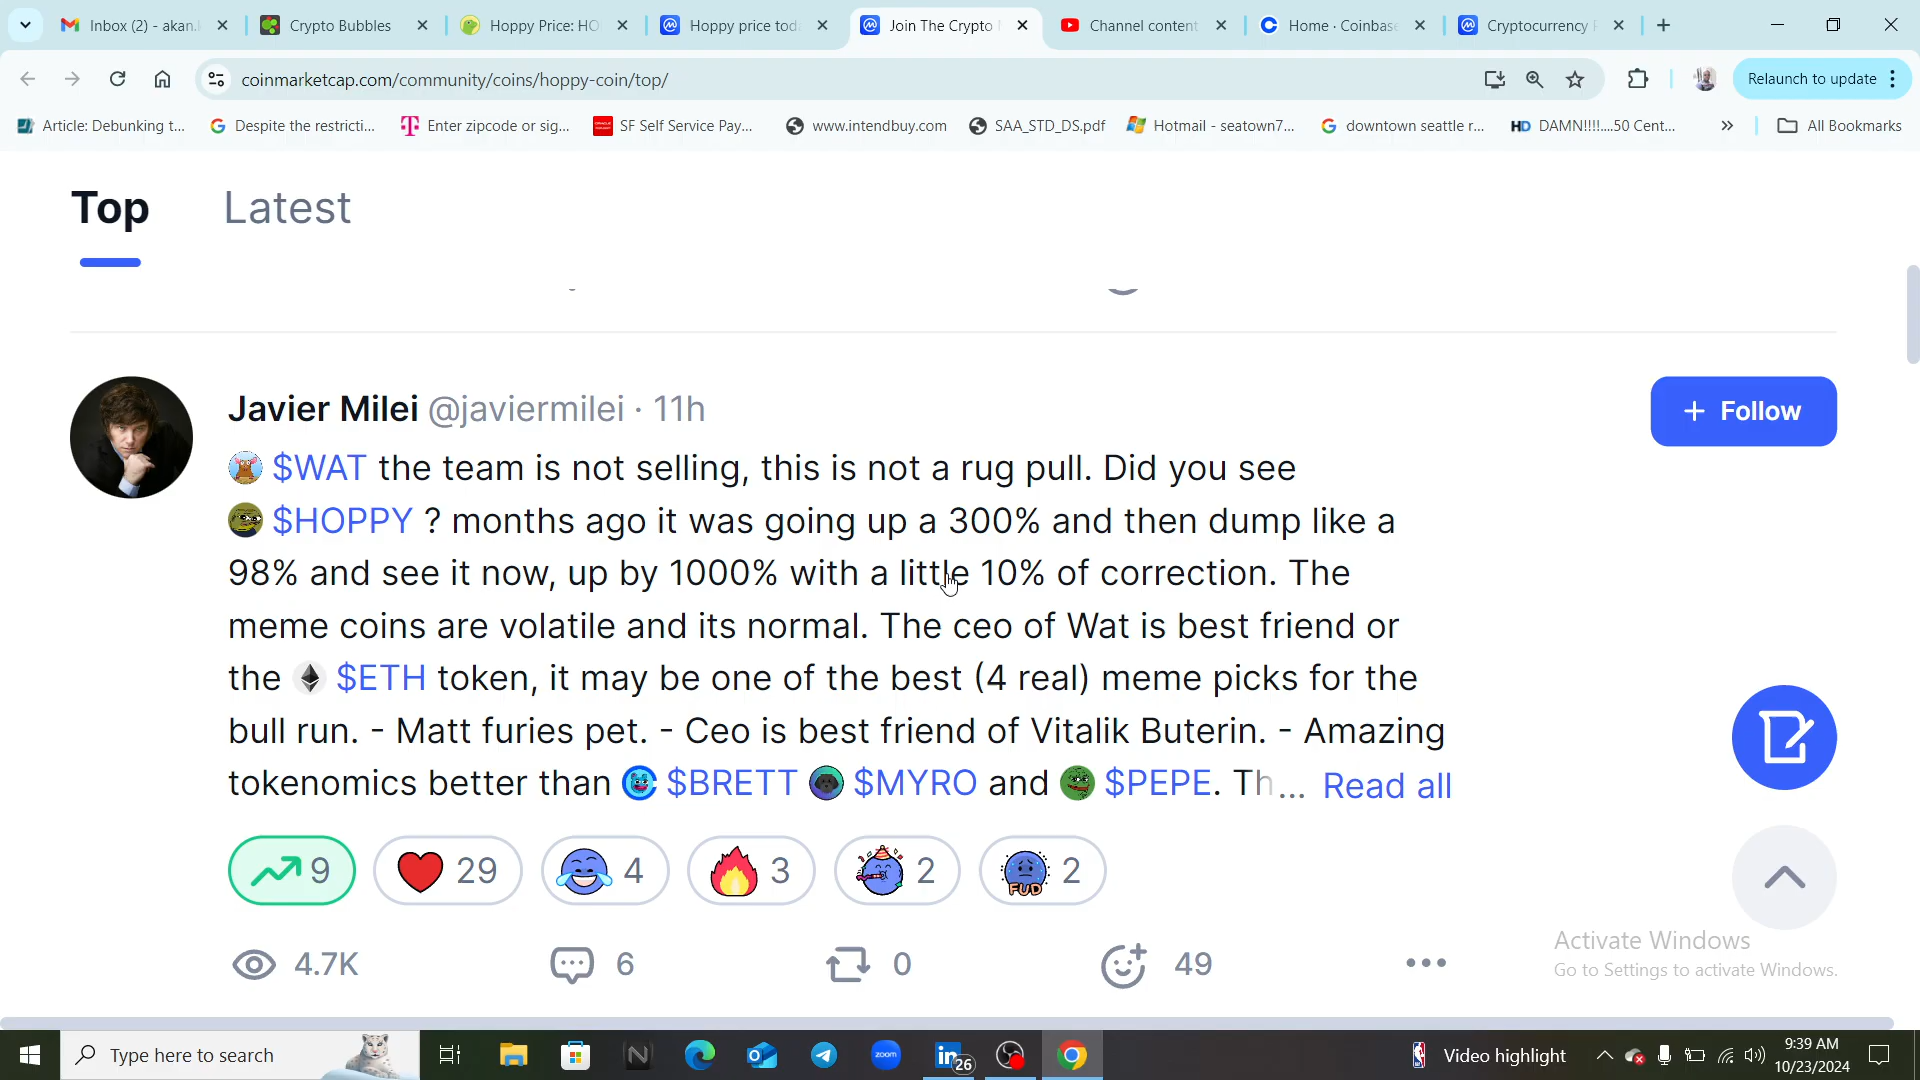 Inbox (2) - akan.
Crypto Bubbles
Hoppy Price: HO
Hoppy price tod
Join The Crypto
Channel content
Home · Coinbas
Cryptocurrency
coinmarketcap.com/community/coins/hoppy-coin/top/
Relaunch to update
Article: Debunking t...
Despite the restricti...
Enter zipcode or sig...
SF Self Service Pay...
www.intendbuy.com
SAA_STD_DS.pdf
Hotmail - seatown7...
downtown seattle r...
HD DAMN!!!!....50 Cent...
All Bookmarks
Top
Latest
Javier Milei @javiermilei · 11h
+ Follow
$WAT the team is not selling, this is not a rug pull. Did you see
$HOPPY ? months ago it was going up a 300% and then dump like a
98% and see it now, up by 1000% with a little 10% of correction. The
meme coins are volatile and its normal. The ceo of Wat is best friend or
the $ETH token, it may be one of the best (4 real) meme picks for the
bull run. - Matt furies pet. - Ceo is best friend of Vitalik Buterin. - Amazing
tokenomics better than $BRETT $MYRO and $PEPE. Th... Read all
9
29
4
3
2
FUD 2
4.7K
6
0
49
Activate Windows
Go to Settings to activate Windows.
Type here to search
zoom
in 26
Video highlight
9:39 AM
10/23/2024